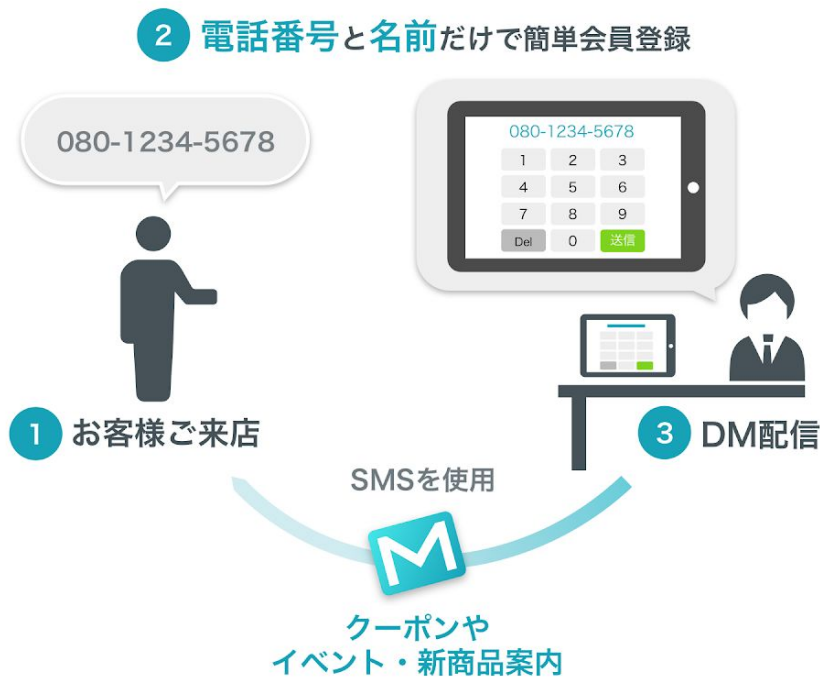 2 電話番号と名前だけで簡単会員登録
080-1234-5678
080-1234-5678
1 2 3
4 5 6
7 8 9
Del 0 送信
1 お客様ご来店
3 DM配信
SMSを使用
M
クーポンや
イベント・新商品案内